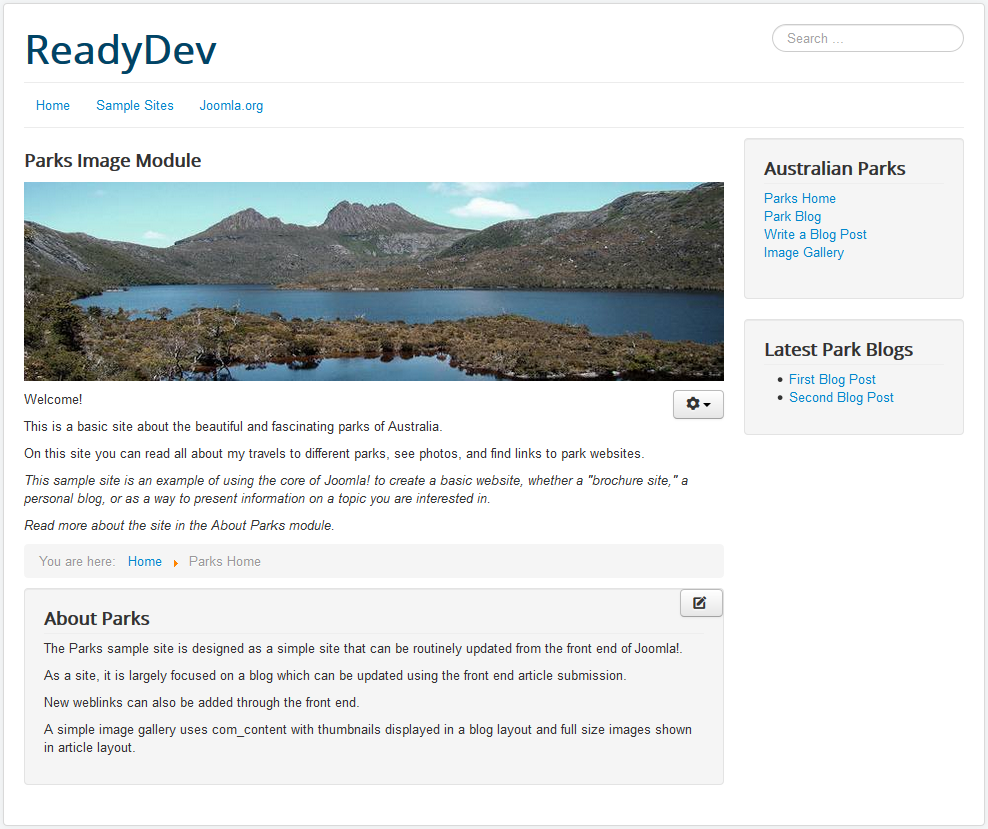 ReadyDev
Search ...
Home Sample Sites Joomla.org
Parks Image Module
Welcome!
This is a basic site about the beautiful and fascinating parks of Australia.
On this site you can read all about my travels to different parks, see photos, and find links to park websites.
This sample site is an example of using the core of Joomla! to create a basic website, whether a "brochure site," a
personal blog, or as a way to present information on a topic you are interested in.
Read more about the site in the About Parks module.
You are here: Home Parks Home
About Parks
The Parks sample site is designed as a simple site that can be routinely updated from the front end of Joomla!.
As a site, it is largely focused on a blog which can be updated using the front end article submission.
New weblinks can also be added through the front end.
A simple image gallery uses com_content with thumbnails displayed in a blog layout and full size images shown
in article layout.
Australian Parks
Parks Home
Park Blog
Write a Blog Post
Image Gallery
Latest Park Blogs
First Blog Post
Second Blog Post